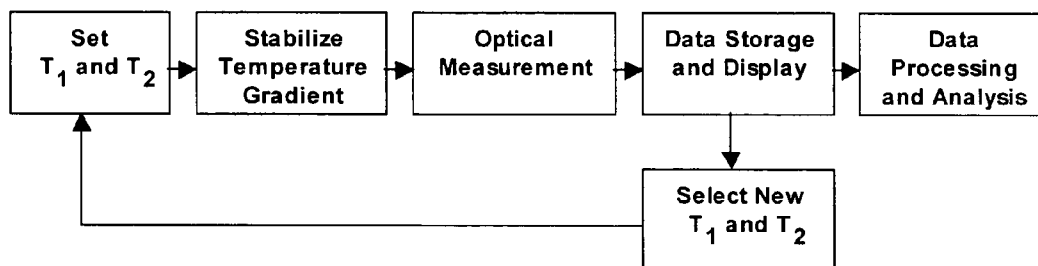 Set
T1 and T2
Stabilize
Temperature
Gradient
Optical
Measurement
Data Storage
and Display
Data
Processing
and Analysis
Select New
T1 and T2